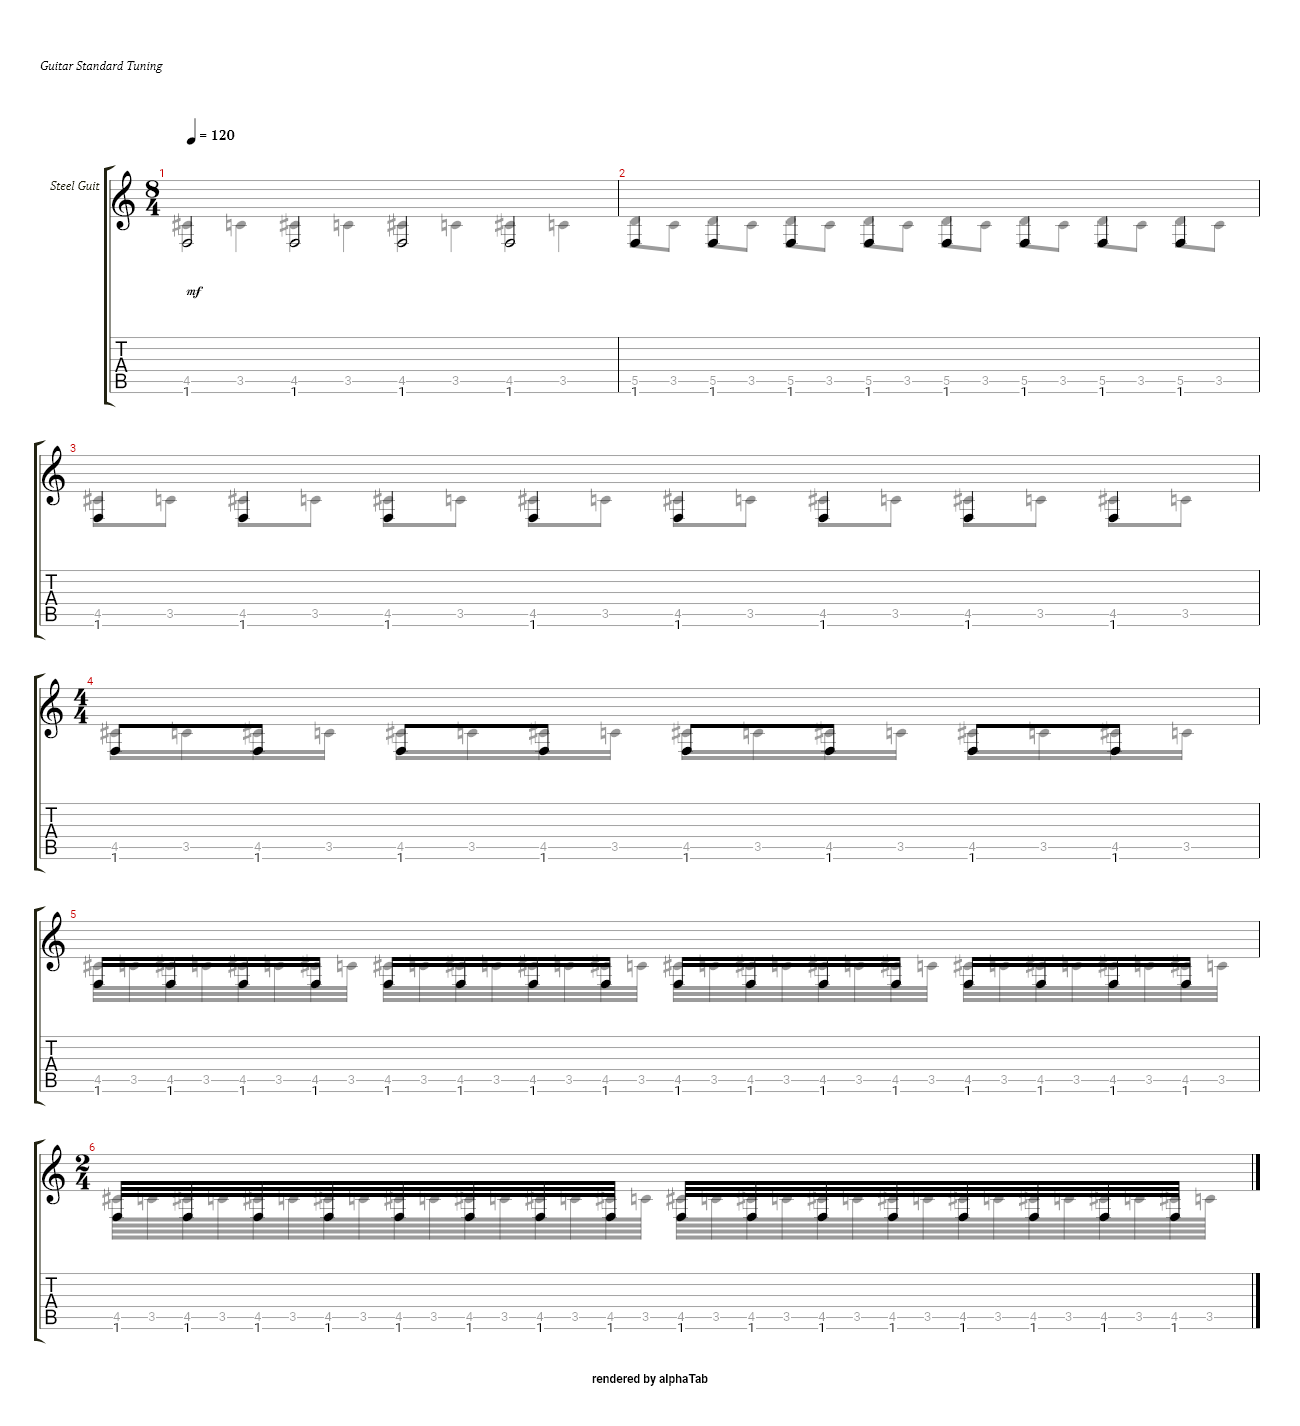 Guitar Standard Tuning
= 120
Steel Guit
1
2
8
4
mf
T
A
B
4 3 4 3 4 3 4 3 5 3 5 3 5 3 5 3 5 3 5 3 5 3 5 3
1 1 1 1 1 1 1 1 1 1 1 1
3
T
A
B
4 3 4 3 4 3 4 3 4 3 4 3 4 3 4 3
1 1 1 1 1 1 1 1
4
4
4
T
A
B
4 3 4 3 4 3 4 3 4 3 4 3 4 3 4 3
1 1 1 1 1 1 1 1
5
T
A
B
4 3 4 3 4 3 4 3 4 3 4 3 4 3 4 3 4 3 4 3 4 3 4 3 4 3 4 3 4 3 4 3
1 1 1 1 1 1 1 1 1 1 1 1 1 1 1 1
6
2
4
T
A
B
4 3 4 3 4 3 4 3 4 3 4 3 4 3 4 3 4 3 4 3 4 3 4 3 4 3 4 3 4 3 4 3
1 1 1 1 1 1 1 1 1 1 1 1 1 1 1 1
rendered by alphaTab